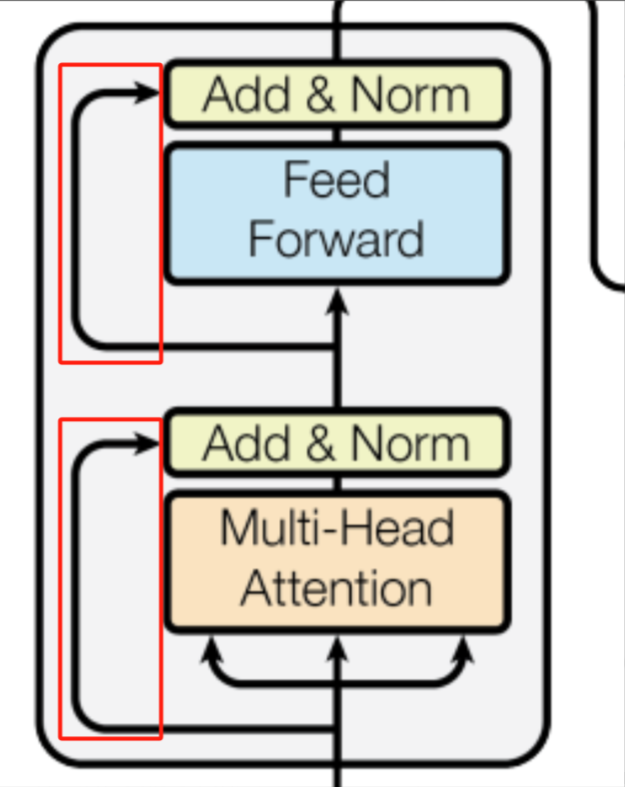 Add & Norm
Feed
Forward
Add & Norm
Multi-Head
Attention